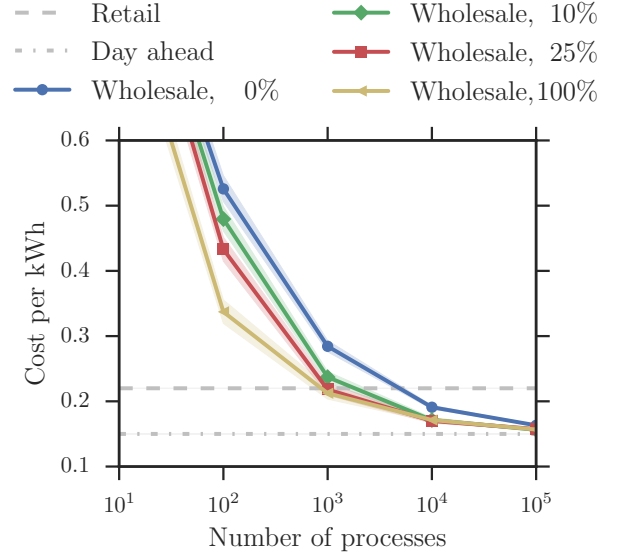 Retail
Day ahead
Wholesale, 0%
Wholesale, 10%
Wholesale, 25%
Wholesale, 100%
Cost per kWh
0.6
0.5
0.4
0.3
0.2
0.1
10¹ 10² 10³ 10⁴ 10⁵
Number of processes